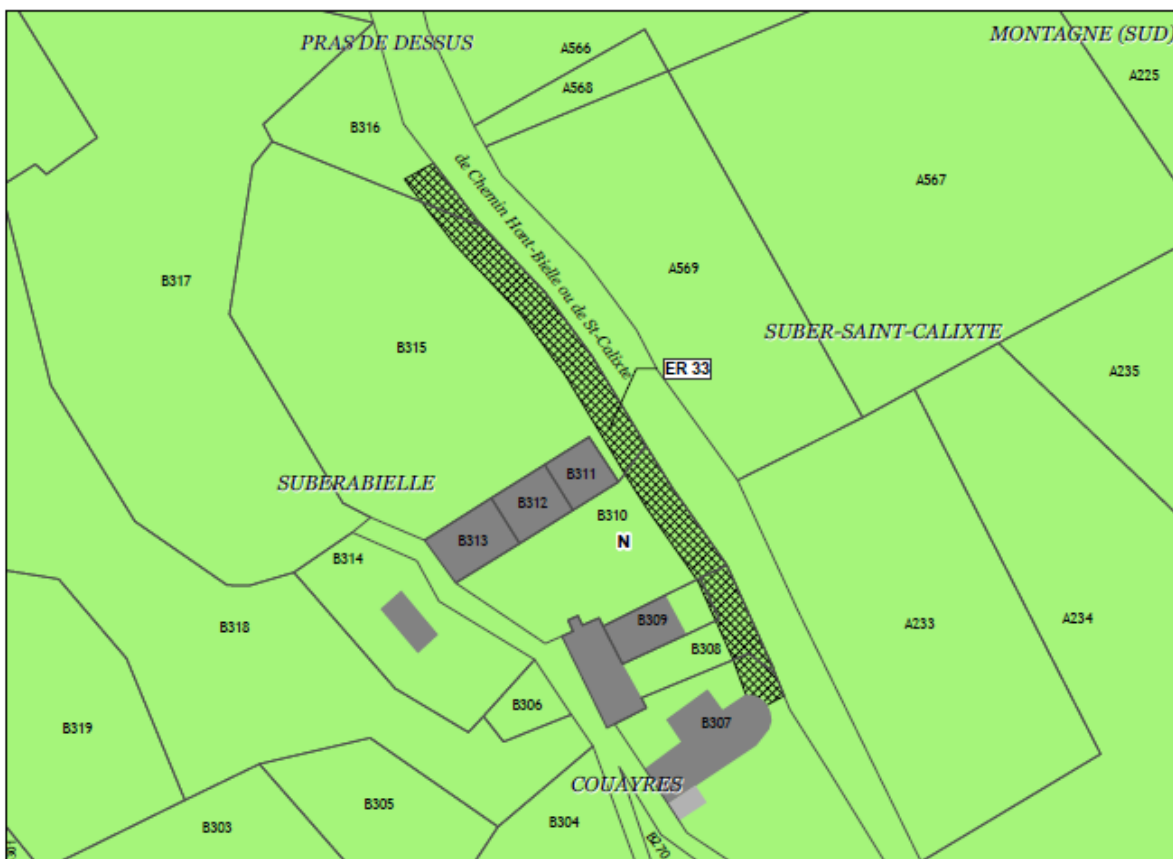 PRAS DE DESSUS
MONTAGNE (SUD)
A566
A568
A225
B316
de Chemin Hont-Bielle ou de St-Calixte
A567
A569
B317
SUBER-SAINT-CALIXTE
B315
ER 33
A235
SUBERABIELLE
B311
B312
B310
B313
N
B314
B309
B318
B308
A233
A234
B306
B307
B319
COUAYRES
B305
B303
B304
B270